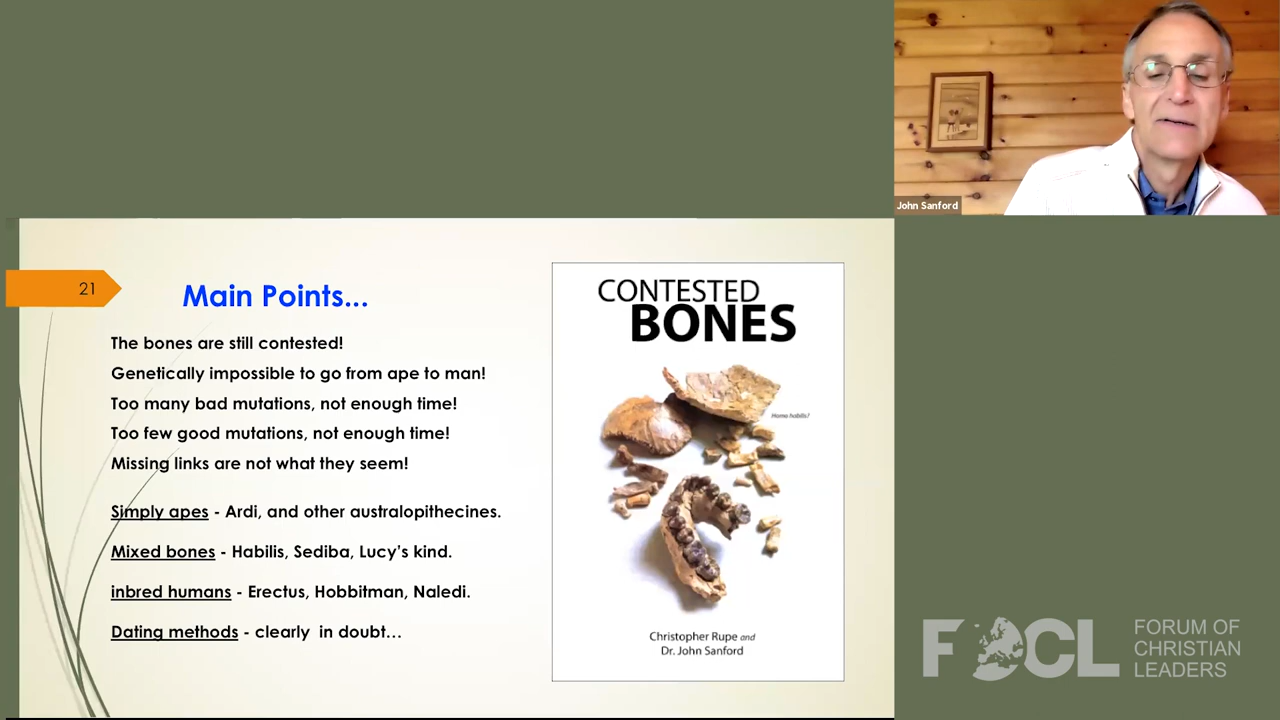 John Sanford
21
Main Points...
The bones are still contested!
Genetically impossible to go from ape to man!
Too many bad mutations, not enough time!
Too few good mutations, not enough time!
Missing links are not what they seem!
Simply apes - Ardi, and other australopithecines.
Mixed bones - Habilis, Sediba, Lucy's kind.
inbred humans - Erectus, Hobbitman, Naledi.
Dating methods - clearly in doubt...
CONTESTED
BONES
Homo habilis?
Christopher Rupe and
Dr. John Sanford
FOCL
FORUM OF
CHRISTIAN
LEADERS